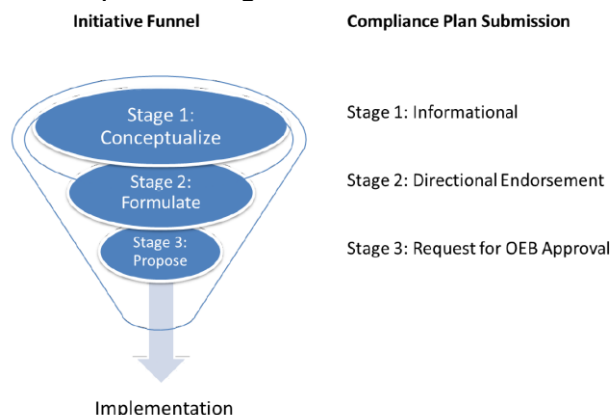 Initiative Funnel
Compliance Plan Submission
Stage 1:
Conceptualize
Stage 1: Informational
Stage 2:
Formulate
Stage 2: Directional Endorsement
Stage 3:
Propose
Stage 3: Request for OEB Approval
Implementation